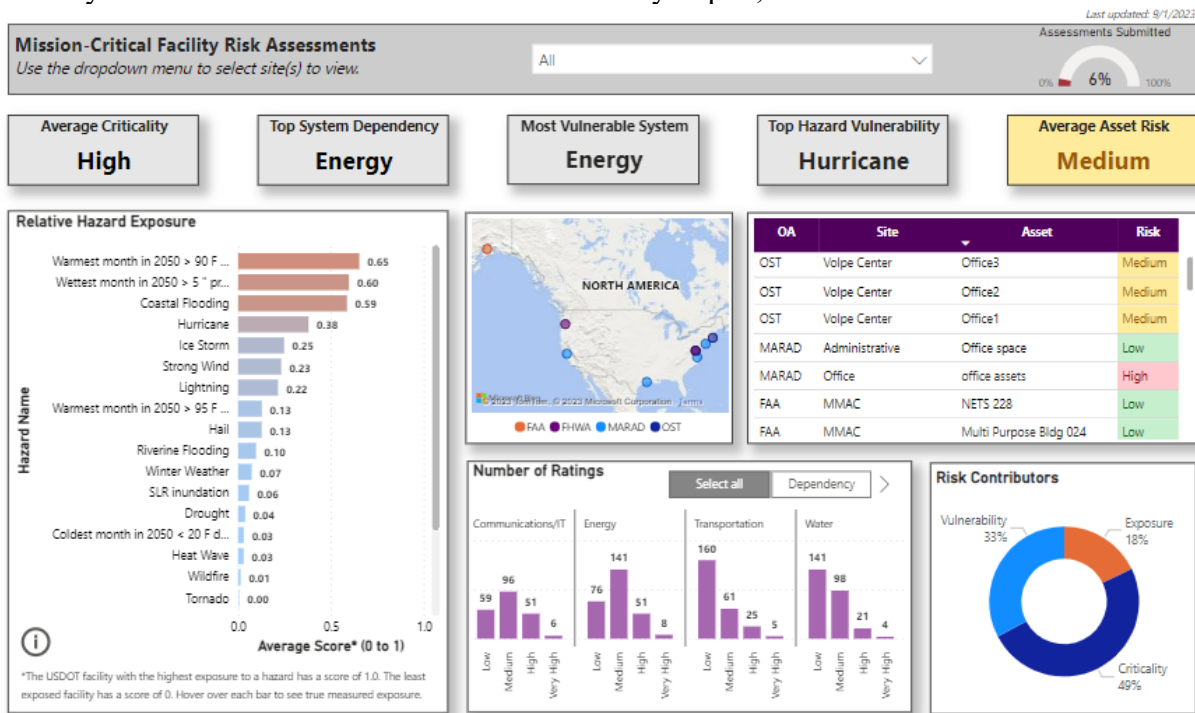 Last updated: 9/1/2023
Mission-Critical Facility Risk Assessments
Use the dropdown menu to select site(s) to view.
All
Assessments Submitted
0% 6% 100%
Average Criticality
High
Top System Dependency
Energy
Most Vulnerable System
Energy
Top Hazard Vulnerability
Hurricane
Average Asset Risk
Medium
Relative Hazard Exposure
Hazard Name
Warmest month in 2050 > 90 F ... 0.65
Wettest month in 2050 > 5 " pr... 0.60
Coastal Flooding 0.59
Hurricane 0.38
Ice Storm 0.25
Strong Wind 0.23
Lightning 0.22
Warmest month in 2050 > 95 F ... 0.13
Hail 0.13
Riverine Flooding 0.10
Winter Weather 0.07
SLR inundation 0.06
Drought 0.04
Coldest month in 2050 < 20 F d... 0.03
Heat Wave 0.03
Wildfire 0.01
Tornado 0.00
0.0 0.5 1.0
Average Score* (0 to 1)
*The USDOT facility with the highest exposure to a hazard has a score of 1.0. The least
exposed facility has a score of 0. Hover over each bar to see true measured exposure.
NORTH AMERICA
© 2023 TomTom, © 2023 Microsoft Corporation Terms
FAA FHWA MARAD OST
OA Site Asset Risk
OST Volpe Center Office3 Medium
OST Volpe Center Office2 Medium
OST Volpe Center Office1 Medium
MARAD Administrative Office space Low
MARAD Office office assets High
FAA MMAC NETS 228 Low
FAA MMAC Multi Purpose Bldg 024 Low
Number of Ratings
Select all Dependency
Communications/IT Energy Transportation Water
59 96 51 6
76 141 51 8
160 61 25 5
141 98 21 4
Low Medium High Very High
Low Medium High Very High
Low Medium High Very High
Low Medium High Very High
Risk Contributors
Vulnerability
33%
Exposure
18%
Criticality
49%